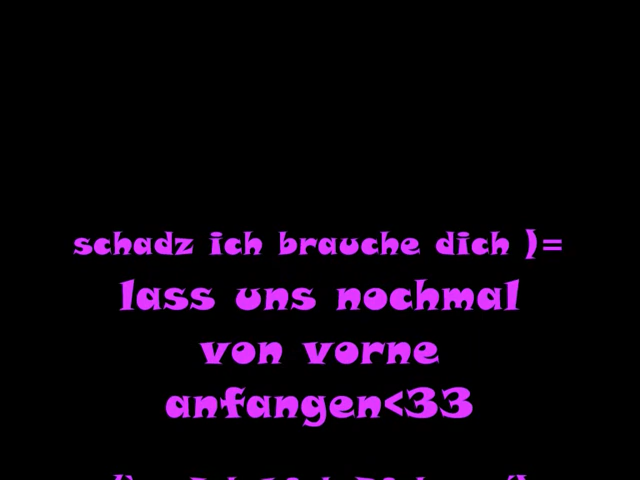 schadz ich brauche dich )=
lass uns nochmal
von vorne
anfangen<33